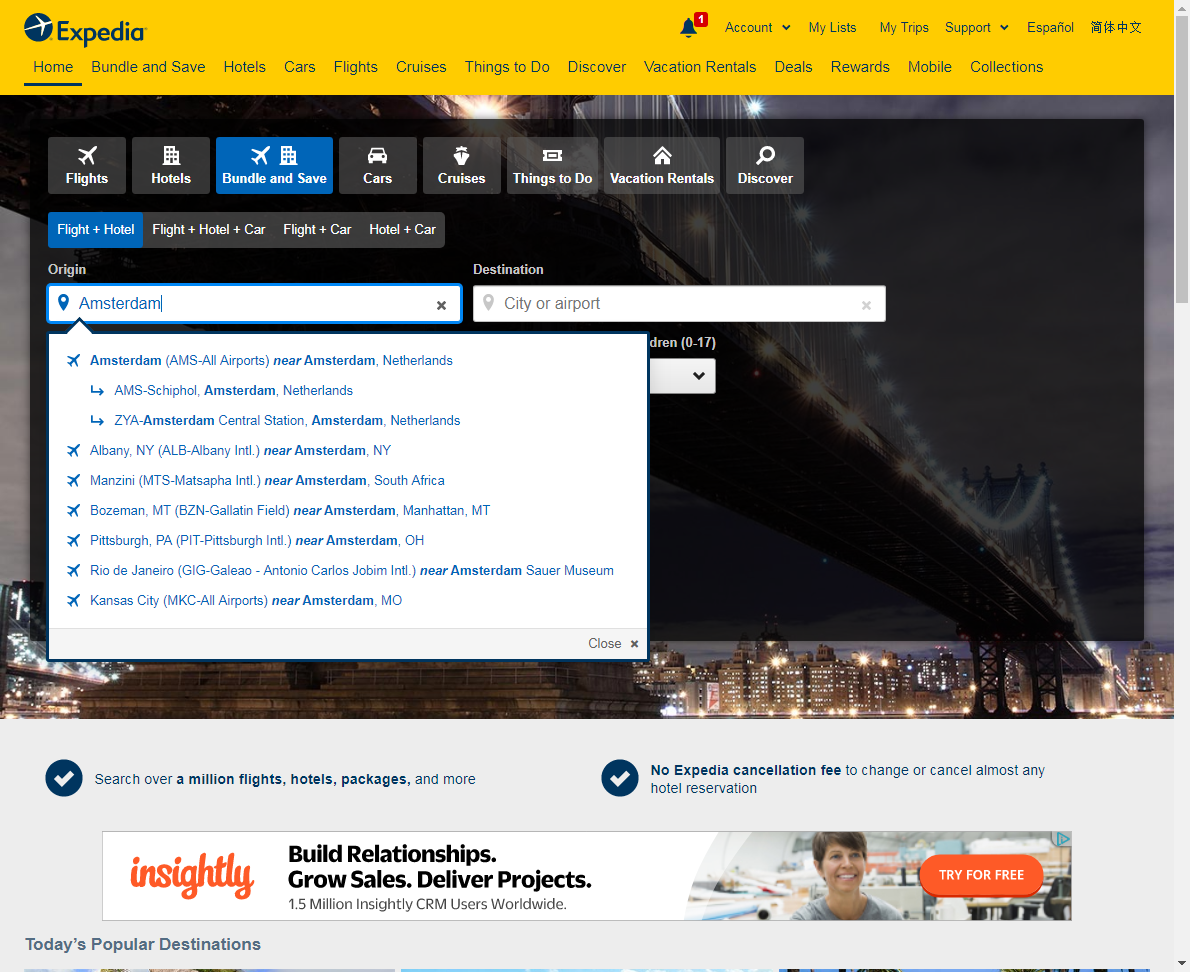 Expedia
1
Account
My Lists
My Trips
Support
Español
简体中文
Home
Bundle and Save
Hotels
Cars
Flights
Cruises
Things to Do
Discover
Vacation Rentals
Deals
Rewards
Mobile
Collections
Flights
Hotels
Bundle and Save
Cars
Cruises
Things to Do
Vacation Rentals
Discover
Flight + Hotel
Flight + Hotel + Car
Flight + Car
Hotel + Car
Origin
Destination
Amsterdam
City or airport
dren (0-17)
Amsterdam (AMS-All Airports) near Amsterdam, Netherlands
AMS-Schiphol, Amsterdam, Netherlands
ZYA-Amsterdam Central Station, Amsterdam, Netherlands
Albany, NY (ALB-Albany Intl.) near Amsterdam, NY
Manzini (MTS-Matsapha Intl.) near Amsterdam, South Africa
Bozeman, MT (BZN-Gallatin Field) near Amsterdam, Manhattan, MT
Pittsburgh, PA (PIT-Pittsburgh Intl.) near Amsterdam, OH
Rio de Janeiro (GIG-Galeao - Antonio Carlos Jobim Intl.) near Amsterdam Sauer Museum
Kansas City (MKC-All Airports) near Amsterdam, MO
Close
Search over a million flights, hotels, packages, and more
No Expedia cancellation fee to change or cancel almost any
hotel reservation
insightly
Build Relationships.
Grow Sales. Deliver Projects.
1.5 Million Insightly CRM Users Worldwide.
TRY FOR FREE
Today's Popular Destinations